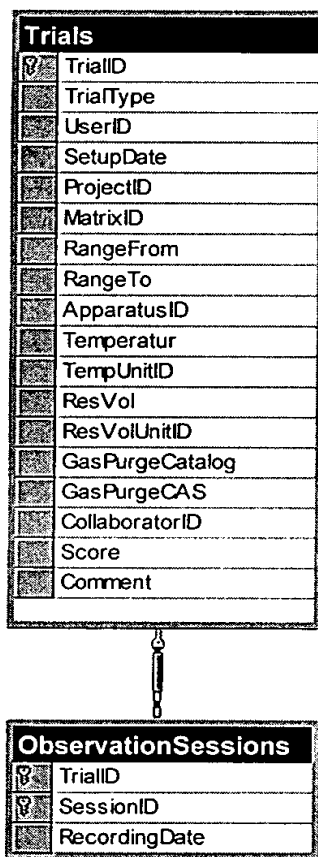 Trials
TrialID
TrialType
UserID
SetupDate
ProjectID
MatrixID
RangeFrom
RangeTo
ApparatusID
Temperatur
TempUnitID
ResVol
ResVolUnitID
GasPurgeCatalog
GasPurgeCAS
CollaboratorID
Score
Comment
ObservationSessions
TrialID
SessionID
RecordingDate